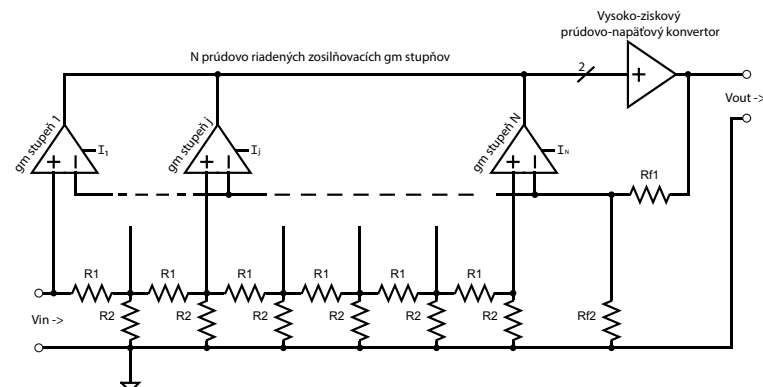 Vysoko-ziskový
prúdovo-napäťový konvertor
N prúdovo riadených zosilňovacích gm stupňov
2
+
Vout ->
gm stupeň 1
I1
+ -
gm stupeň j
Ij
+ -
gm stupeň N
IN
+ -
Rf1
R1 R1 R1 R1 R1 R1
Vin ->
R2 R2 R2 R2 R2 R2
Rf2